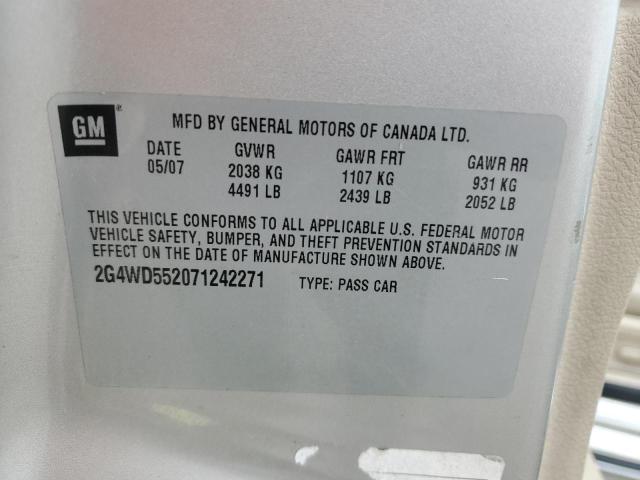 GM®
MFD BY GENERAL MOTORS OF CANADA LTD.
DATE GVWR GAWR FRT GAWR RR
05/07 2038 KG 1107 KG 931 KG
4491 LB 2439 LB 2052 LB
THIS VEHICLE CONFORMS TO ALL APPLICABLE U.S. FEDERAL MOTOR
VEHICLE SAFETY, BUMPER, AND THEFT PREVENTION STANDARDS IN
EFFECT ON THE DATE OF MANUFACTURE SHOWN ABOVE.
2G4WD552071242271 TYPE: PASS CAR